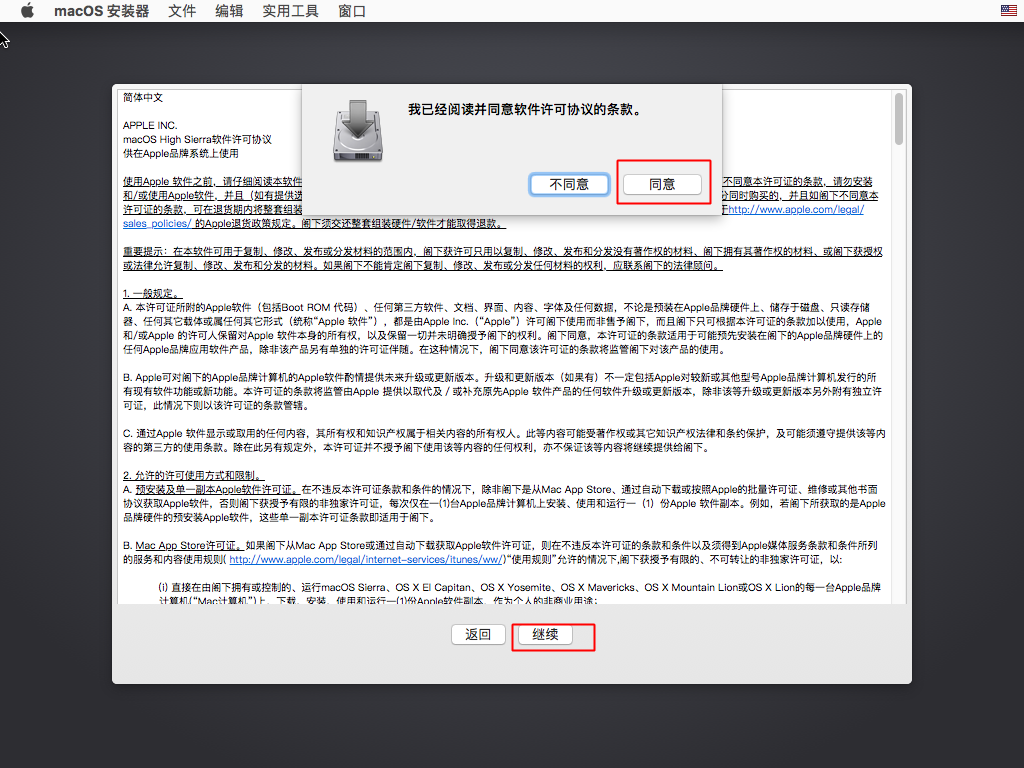 macOS 安装器 文件 编辑 实用工具 窗口
我已经阅读并同意软件许可协议的条款。
不同意 同意
简体中文
APPLE INC.
macOS High Sierra软件许可协议
供在Apple品牌系统上使用
使用Apple 软件之前，请仔细阅读本软件
不同意本许可证的条款，请勿安装
和/或使用Apple软件，并且（如有提供选
分同时购买的，并且如阁下不同意本
许可证的条款，可在退货期内将整套组装
于http://www.apple.com/legal/
sales_policies/ 的Apple退货政策规定。阁下须交还整套组装硬件/软件才能取得退款。
重要提示：在本软件可用于复制、修改、发布或分发材料的范围内，阁下获许可只用以复制、修改、发布和分发没有著作权的材料、阁下拥有其著作权的材料、或阁下获授权
或法律允许复制、修改、发布和分发的材料。如果阁下不能肯定阁下复制、修改、发布或分发任何材料的权利，应联系阁下的法律顾问。
1. 一般规定。
A. 本许可证所附的Apple软件（包括Boot ROM 代码）、任何第三方软件、文档、界面、内容、字体及任何数据，不论是预装在Apple品牌硬件上、储存于磁盘、只读存储
器、任何其它载体或属任何其它形式（统称“Apple 软件”），都是由Apple Inc.（“Apple”）许可阁下使用而非售予阁下，而且阁下只可根据本许可证的条款加以使用，Apple
和/或Apple 的许可人保留对Apple 软件本身的所有权，以及保留一切并未明确授予阁下的权利。阁下同意，本许可证的条款适用于可能预先安装在阁下的Apple品牌硬件上的
任何Apple品牌应用软件产品，除非该产品另有单独的许可证伴随。在这种情况下，阁下同意该许可证的条款将监管阁下对该产品的使用。
B. Apple可对阁下的Apple品牌计算机的Apple软件酌情提供未来升级或更新版本。升级和更新版本（如果有）不一定包括Apple对较新或其他型号Apple品牌计算机发行的所
有现有软件功能或新功能。本许可证的条款将监管由Apple 提供以取代及 / 或补充原先Apple 软件产品的任何软件升级或更新版本，除非该等升级或更新版本另外附有独立许
可证，此情况下则以该许可证的条款管辖。
C. 通过Apple 软件显示或取用的任何内容，其所有权和知识产权属于相关内容的所有权人。此等内容可能受著作权或其它知识产权法律和条约保护，及可能须遵守提供该等内
容的第三方的使用条款。除在此另有规定外，本许可证并不授予阁下使用该等内容的任何权利，亦不保证该等内容将继续提供给阁下。
2. 允许的许可使用方式和限制。
A. 预安装及单一副本Apple软件许可证。在不违反本许可证条款和条件的情况下，除非阁下是从Mac App Store、通过自动下载或按照Apple的批量许可证、维修或其他书面
协议获取Apple软件，否则阁下获授予有限的非独家许可证，每次仅在一(1)台Apple品牌计算机上安装、使用和运行一（1）份Apple 软件副本。例如，若阁下所获取的是Apple
品牌硬件的预安装Apple软件，这些单一副本许可证条款即适用于阁下。
B. Mac App Store许可证。如果阁下从Mac App Store或通过自动下载获取Apple软件许可证，则在不违反本许可证的条款和条件以及须得到Apple媒体服务条款和条件所列
的服务和内容使用规则( http://www.apple.com/legal/internet-services/itunes/ww/)“使用规则”允许的情况下,阁下获授予有限的、不可转让的非独家许可证，以:
(i) 直接在由阁下拥有或控制的、运行macOS Sierra、OS X El Capitan、OS X Yosemite、OS X Mavericks、OS X Mountain Lion或OS X Lion的每一台Apple品牌
计算机(“Mac计算机”)上、下载、安装、使用和运行一(1)份Apple软件副本，作为个人的非商业用途；
返回 继续